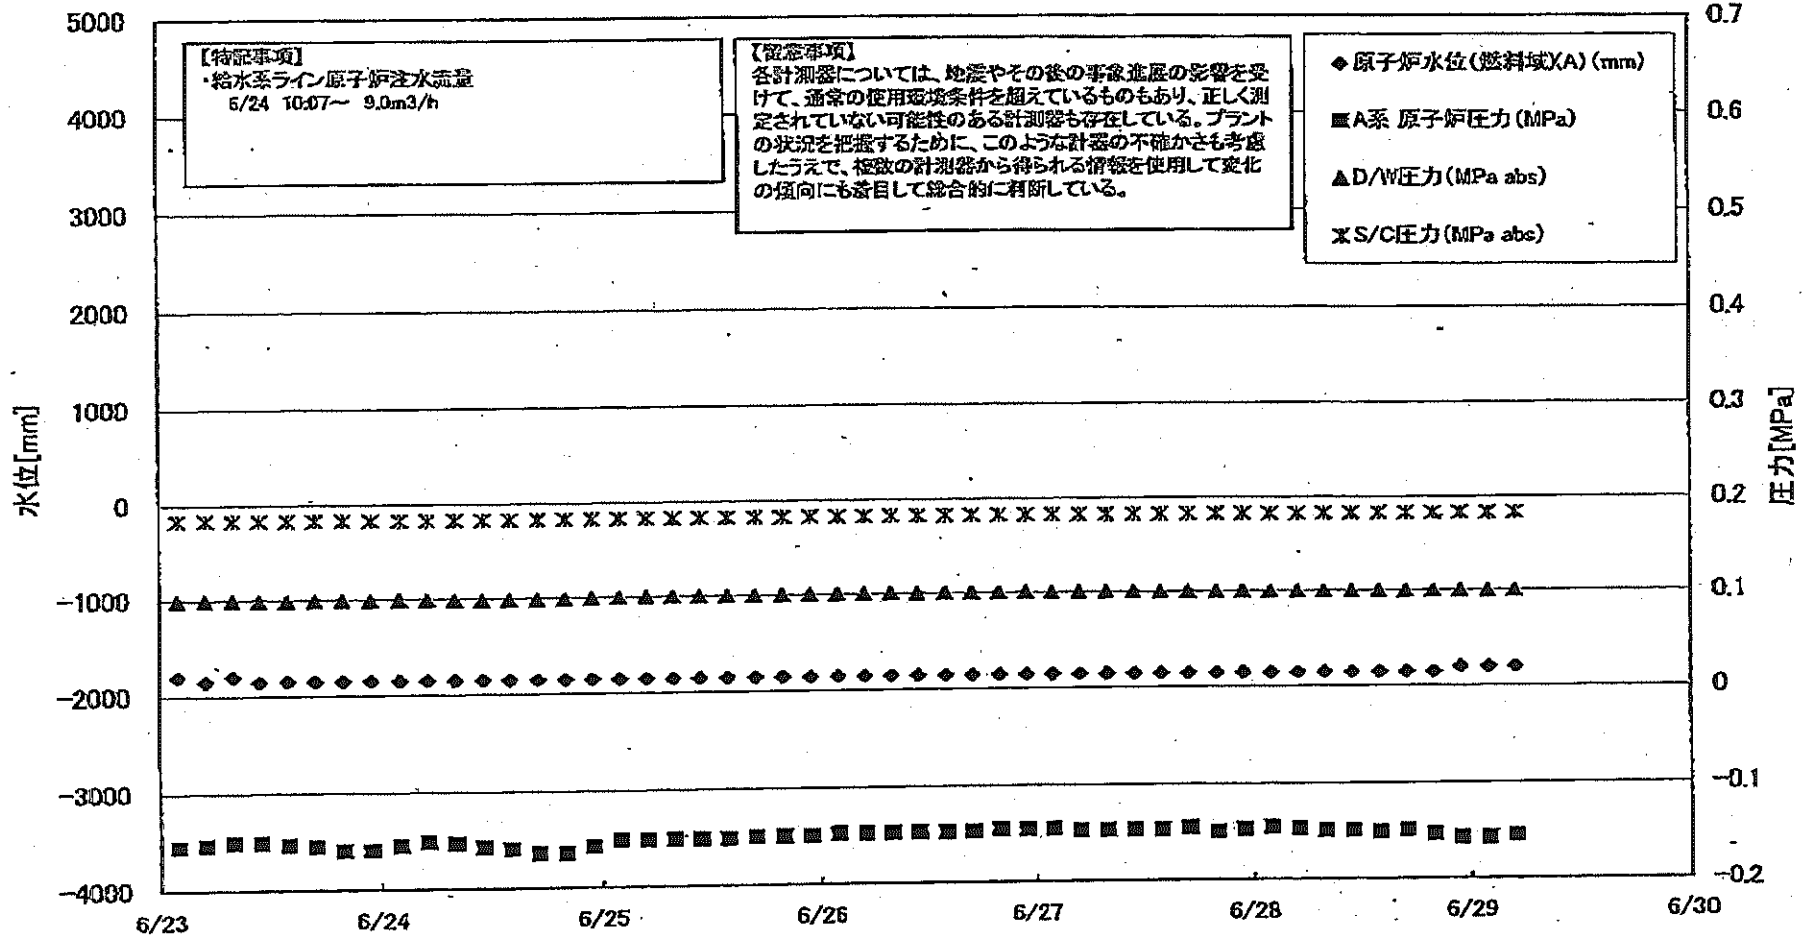 5000
4000
3000
2000
1000
0
-1000
-2000
-3000
-4000
水位[mm]
【特記事項】
・給水系ライン原子炉注水流量
6/24 10:07～ 9.0m3/h
【留意事項】
各計測器については、地震やその後の事象進展の影響を受
けて、通常の使用環境条件を超えているものもあり、正しく測
定されていない可能性のある計測器も存在している。プラント
の状況を把握するために、このような計器の不確かさも考慮
したうえで、複数の計測器から得られる情報を使用して変化
の傾向にも着目して総合的に判断している。
原子炉水位(燃料域)(A)(mm)
A系 原子炉圧力(MPa)
D/W圧力(MPa abs)
S/C圧力(MPa abs)
0.7
0.6
0.5
0.4
0.3
0.2
0.1
0
-0.1
-0.2
圧力[MPa]
6/23
6/24
6/25
6/26
6/27
6/28
6/29
6/30